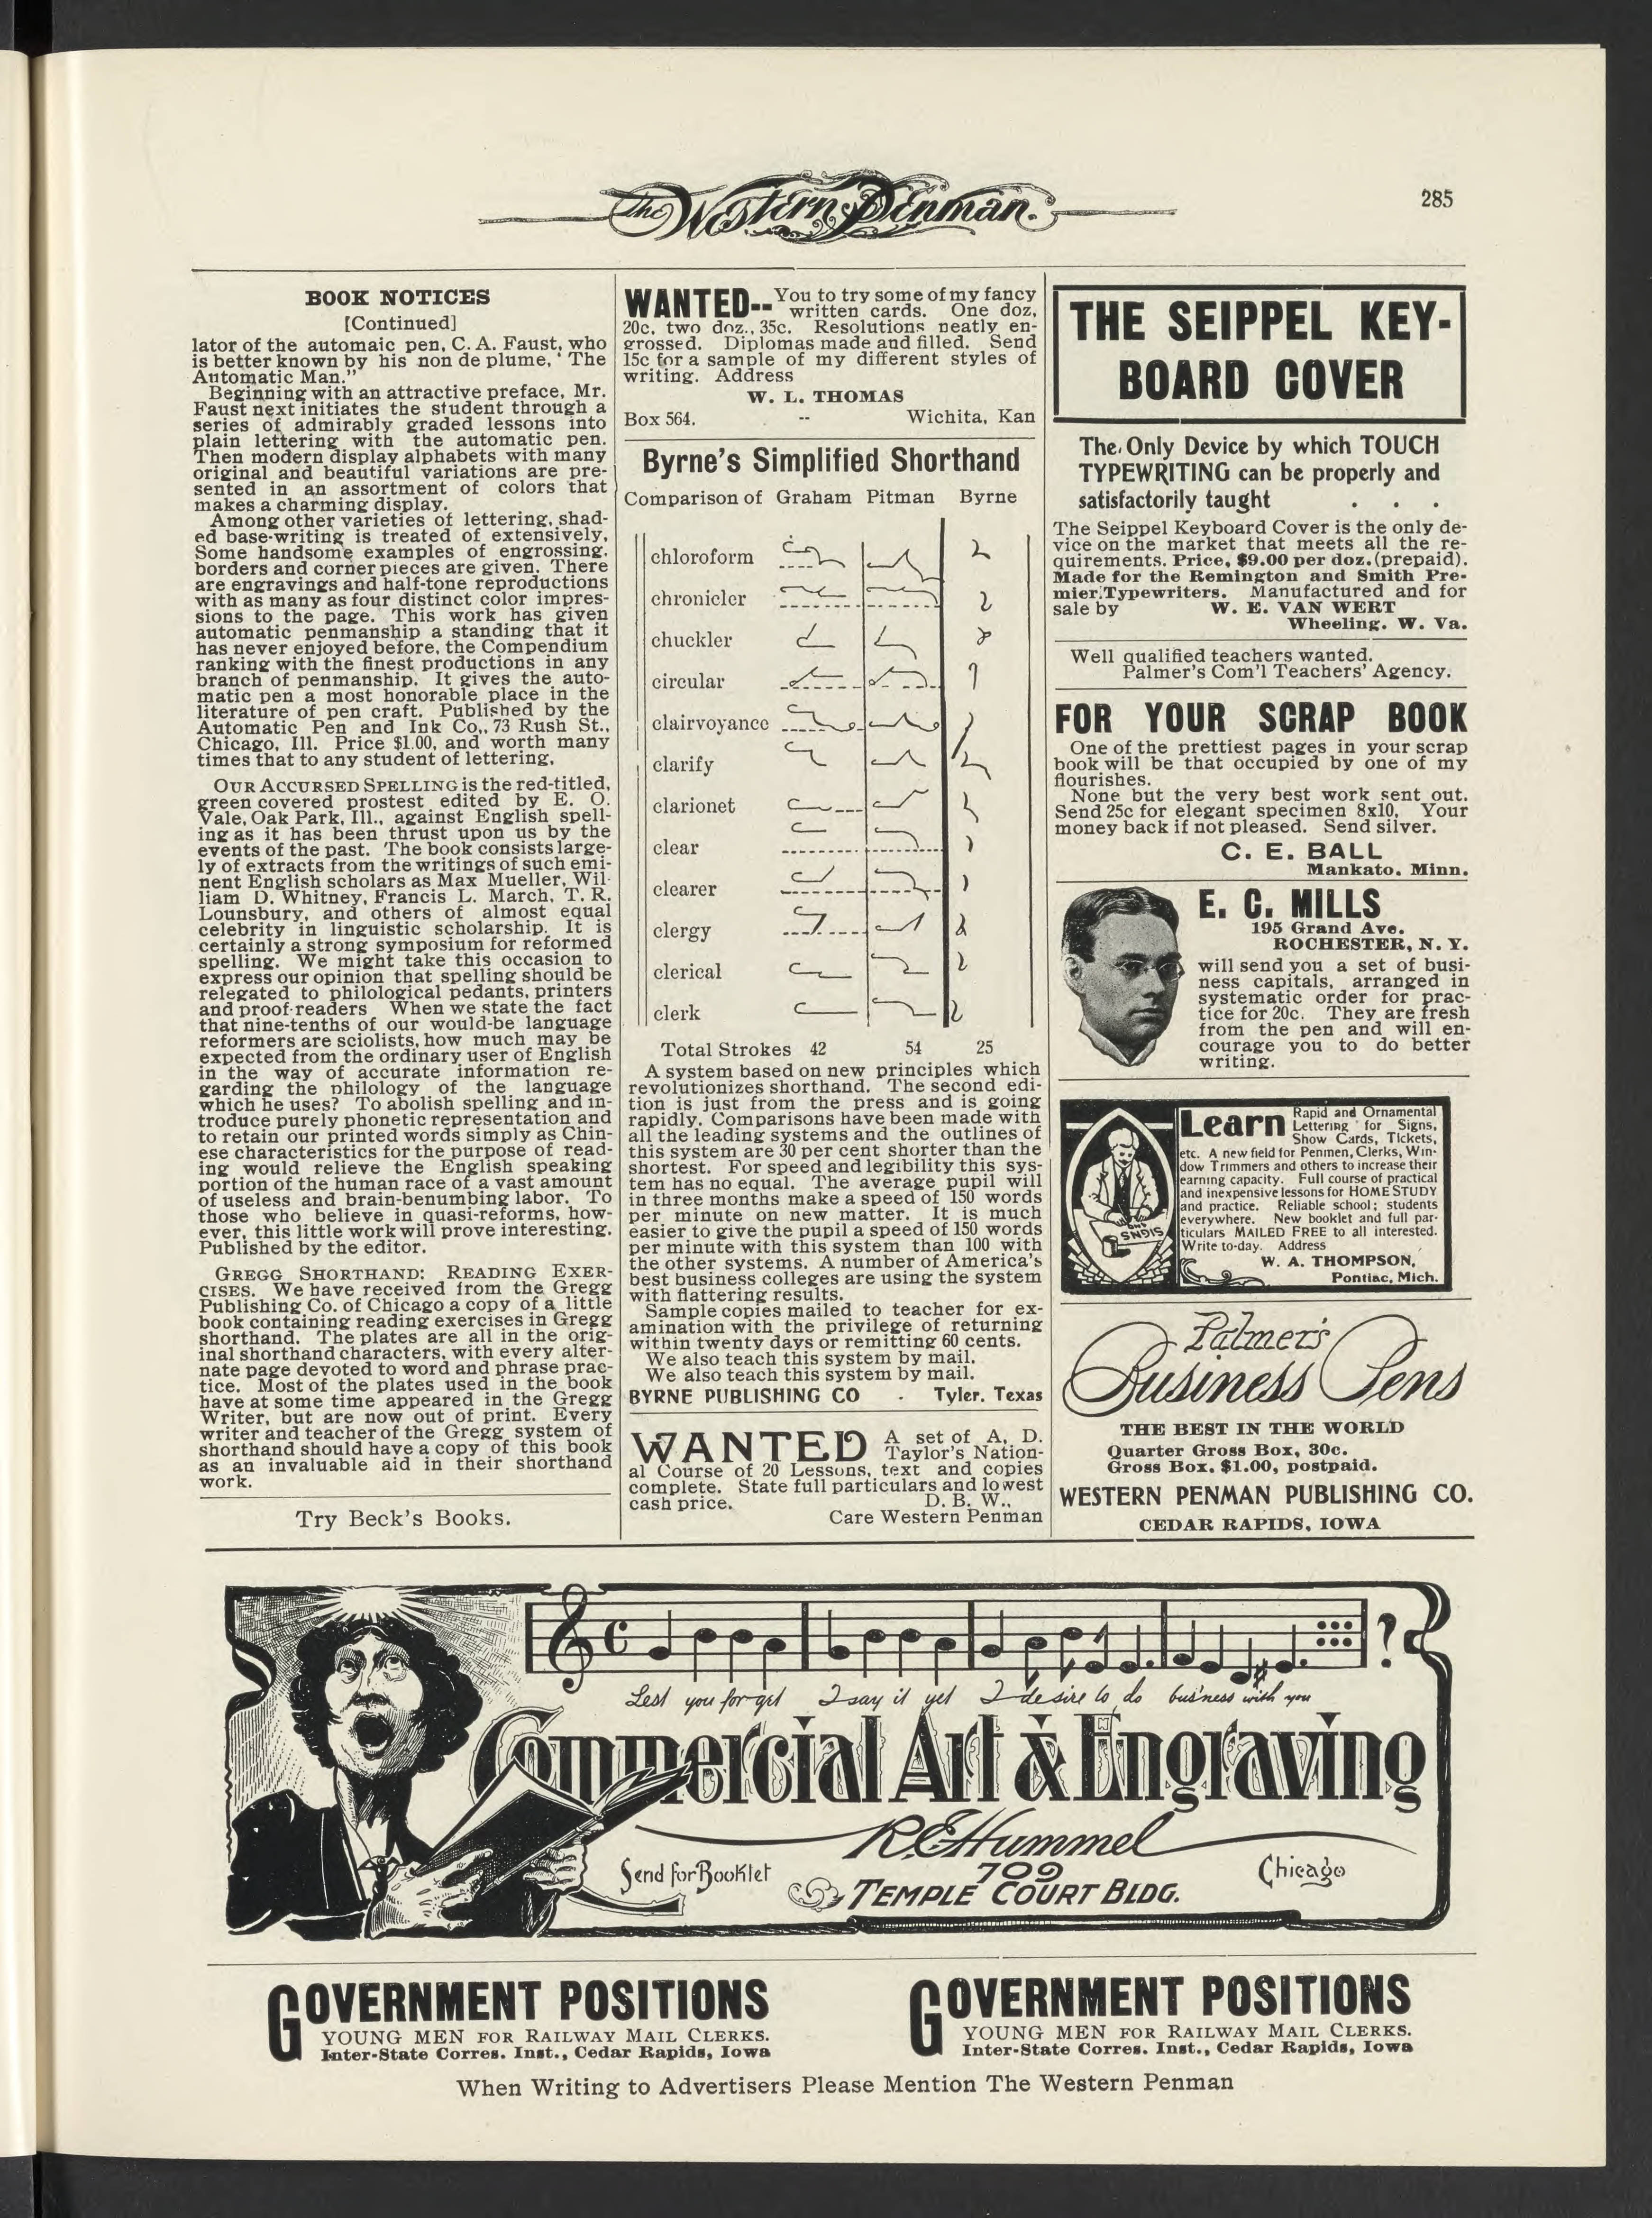 The Western Penman.
285
BOOK NOTICES
[Continued]
lator of the automaic pen, C. A. Faust, who
is better known by his non de plume, ‘ The
Automatic Man.”
Beginning with an attractive preface, Mr.
Faust next initiates the student through a
series of admirably graded lessons into
plain lettering with the automatic pen.
Then modern display alphabets with many
original and beautiful variations are pre-
sented in an assortment of colors that
makes a charming display.
Among other varieties of lettering, shad-
ed base-writing is treated of extensively,
Some handsome examples of engrossing,
borders and corner pieces are given. There
are engravings and half-tone reproductions
with as many as four distinct color impres-
sions to the page. This work has given
automatic penmanship a standing that it
has never enjoyed before, the Compendium
ranking with the finest productions in any
branch of penmanship. It gives the auto-
matic pen a most honorable place in the
literature of pen craft. Published by the
Automatic Pen and Ink Co,. 73 Rush St.,
Chicago, Ill. Price $1.00, and worth many
times that to any student of lettering,
OUR ACCURSED SPELLING is the red-titled,
green covered prostest edited by E. O.
Vale, Oak Park, Ill., against English spell-
ing as it has been thrust upon us by the
events of the past. The book consists large-
ly of extracts from the writings of such emi-
nent English scholars as Max Mueller, Wil-
liam D. Whitney, Francis L. March, T. R.
Lounsbury, and others of almost equal
celebrity in linguistic scholarship. It is
certainly a strong symposium for reformed
spelling. We might take this occasion to
express our opinion that spelling should be
relegated to philological pedants, printers
and proof-readers When we state the fact
that nine-tenths of our would-be language
reformers are sciolists, how much may be
expected from the ordinary user of English
in the way of accurate information re-
garding the philology of the language
which he uses? To abolish spelling and in-
troduce purely phonetic representation and
to retain our printed words simply as Chin-
ese characteristics for the purpose of read-
ing would relieve the English speaking
portion of the human race of a vast amount
of useless and brain-benumbing labor. To
those who believe in quasi-reforms, how-
ever, this little work will prove interesting.
Published by the editor.
GREGG SHORTHAND: READING EXER-
CISES. We have received from the Gregg
Publishing Co. of Chicago a copy of a little
book containing reading exercises in Gregg
shorthand. The plates are all in the orig-
inal shorthand characters, with every alter-
nate page devoted to word and phrase prac-
tice. Most of the plates used in the book
have at some time appeared in the Gregg
Writer, but are now out of print. Every
writer and teacher of the Gregg system of
shorthand should have a copy of this book
as an invaluable aid in their shorthand
work.
Try Beck's Books.
WANTED-- You to try some of my fancy
written cards. One doz,
20c, two doz., 35c. Resolutions neatly en-
grossed. Diplomas made and filled. Send
15c for a sample of my different styles of
writing. Address
W. L. THOMAS
Box 564. -- Wichita, Kan
Byrne's Simplified Shorthand
Comparison of Graham Pitman Byrne
chloroform
chronicler
chuckler
circular
clairvoyance
clarify
clarionet
clear
clearer
clergy
clerical
clerk
Total Strokes 42 54 25
A system based on new principles which
revolutionizes shorthand. The second edi-
tion is just from the press and is going
rapidly. Comparisons have been made with
all the leading systems and the outlines of
this system are 30 per cent shorter than the
shortest. For speed and legibility this sys-
tem has no equal. The average pupil will
in three months make a speed of 150 words
per minute on new matter. It is much
easier to give the pupil a speed of 150 words
per minute with this system than 100 with
the other systems. A number of America's
best business colleges are using the system
with flattering results.
Sample copies mailed to teacher for ex-
amination with the privilege of returning
within twenty days or remitting 60 cents.
We also teach this system by mail.
We also teach this system by mail.
BYRNE PUBLISHING CO - Tyler. Texas
WANTED A set of A, D.
Taylor's Nation-
al Course of 20 Lessons, text and copies
complete. State full particulars and lowest
cash price. D. B. W.,
Care Western Penman
THE SEIPPEL KEY-
BOARD COVER
The Only Device by which TOUCH
TYPEWRITING can be properly and
satisfactorily taught . . .
The Seippel Keyboard Cover is the only de-
vice on the market that meets all the re-
quirements. Price, $9.00 per doz. (prepaid).
Made for the Remington and Smith Pre-
mier Typewriters. Manufactured and for
sale by W. E. VAN WERT
Wheeling. W. Va.
Well qualified teachers wanted.
Palmer's Com'l Teachers' Agency.
FOR YOUR SCRAP BOOK
One of the prettiest pages in your scrap
book will be that occupied by one of my
flourishes.
None but the very best work sent out.
Send 25c for elegant specimen 8x10, Your
money back if not pleased. Send silver.
C. E. BALL
Mankato. Minn.
E. C. MILLS
195 Grand Ave.
ROCHESTER, N. Y.
will send you a set of busi-
ness capitals, arranged in
systematic order for prac-
tice for 20c. They are fresh
from the pen and will en-
courage you to do better
writing.
Learn Rapid and Ornamental
Lettering for Signs,
Show Cards, Tickets,
etc. A new field for Penmen, Clerks, Win-
dow Trimmers and others to increase their
earning capacity. Full course of practical
and inexpensive lessons for HOME STUDY
and practice. Reliable school; students
everywhere. New booklet and full par-
ticulars MAILED FREE to all interested.
Write to-day. Address
W. A. THOMPSON,
Pontiac, Mich.
SIGNS
Palmer's
Business Pens
THE BEST IN THE WORLD
Quarter Gross Box, 30c.
Gross Box. $1.00, postpaid.
WESTERN PENMAN PUBLISHING CO.
CEDAR RAPIDS, IOWA
Lest you for-get I say it yet I de sire to do bus'ness with you
Commercial Art & Engraving
R.E. Hummel
Send for Booklet
709
Temple Court Bldg.
Chicago
GOVERNMENT POSITIONS
YOUNG MEN FOR RAILWAY MAIL CLERKS.
Inter-State Corres. Inst., Cedar Rapids, Iowa
GOVERNMENT POSITIONS
YOUNG MEN FOR RAILWAY MAIL CLERKS.
Inter-State Corres. Inst., Cedar Rapids, Iowa
When Writing to Advertisers Please Mention The Western Penman